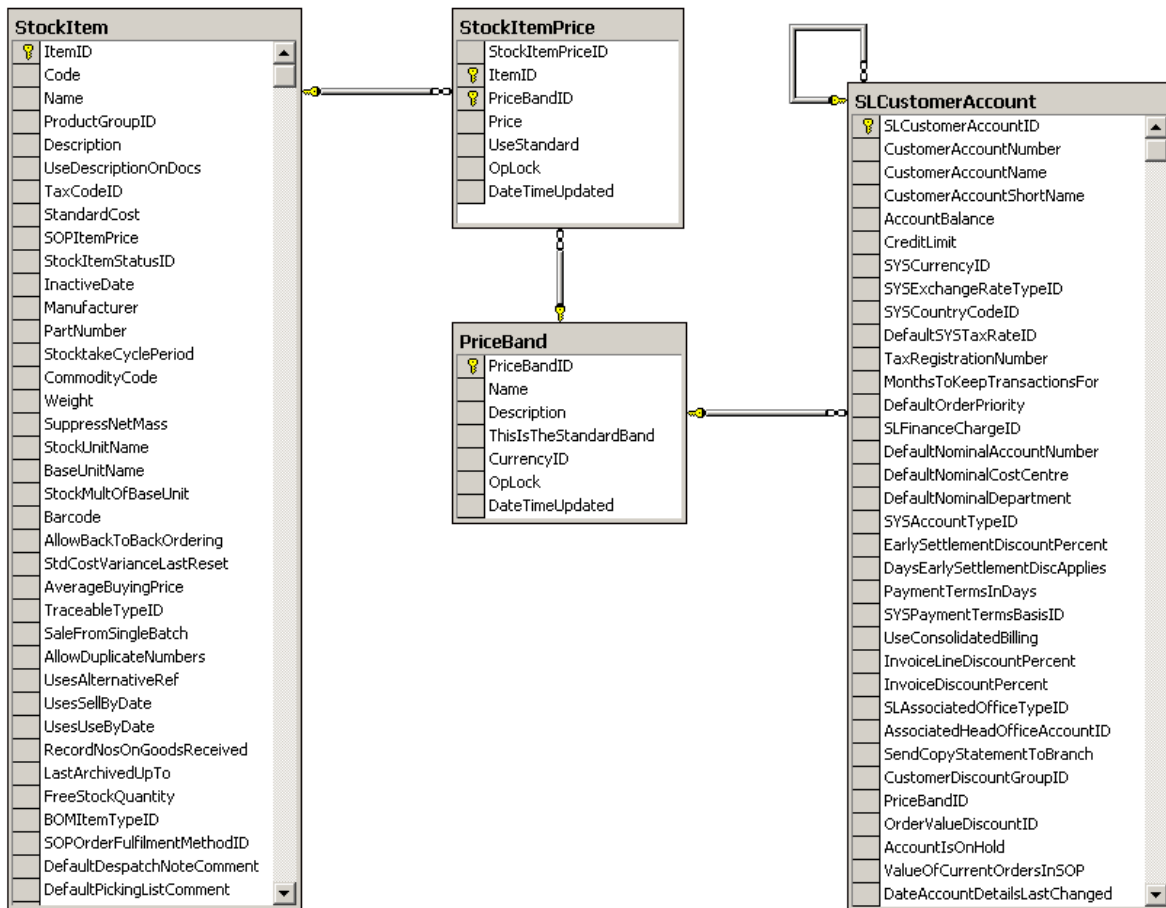 StockItem
ItemID
Code
Name
ProductGroupID
Description
UseDescriptionOnDocs
TaxCodeID
StandardCost
SOPItemPrice
StockItemStatusID
InactiveDate
Manufacturer
PartNumber
StocktakeCyclePeriod
CommodityCode
Weight
SuppressNetMass
StockUnitName
BaseUnitName
StockMultOfBaseUnit
Barcode
AllowBackToBackOrdering
StdCostVarianceLastReset
AverageBuyingPrice
TraceableTypeID
SaleFromSingleBatch
AllowDuplicateNumbers
UsesAlternativeRef
UsesSellByDate
UsesUseByDate
RecordNosOnGoodsReceived
LastArchivedUpTo
FreeStockQuantity
BOMItemTypeID
SOPOrderFulfilmentMethodID
DefaultDespatchNoteComment
DefaultPickingListComment
StockItemPrice
StockItemPriceID
ItemID
PriceBandID
Price
UseStandard
OpLock
DateTimeUpdated
PriceBand
PriceBandID
Name
Description
ThisIsTheStandardBand
CurrencyID
OpLock
DateTimeUpdated
SLCustomerAccount
SLCustomerAccountID
CustomerAccountNumber
CustomerAccountName
CustomerAccountShortName
AccountBalance
CreditLimit
SYSCurrencyID
SYSExchangeRateTypeID
SYSCountryCodeID
DefaultSYSTaxRateID
TaxRegistrationNumber
MonthsToKeepTransactionsFor
DefaultOrderPriority
SLFinanceChargeID
DefaultNominalAccountNumber
DefaultNominalCostCentre
DefaultNominalDepartment
SYSAccountTypeID
EarlySettlementDiscountPercent
DaysEarlySettlementDiscApplies
PaymentTermsInDays
SYSPaymentTermsBasisID
UseConsolidatedBilling
InvoiceLineDiscountPercent
InvoiceDiscountPercent
SLAssociatedOfficeTypeID
AssociatedHeadOfficeAccountID
SendCopyStatementToBranch
CustomerDiscountGroupID
PriceBandID
OrderValueDiscountID
AccountIsOnHold
ValueOfCurrentOrdersInSOP
DateAccountDetailsLastChanged